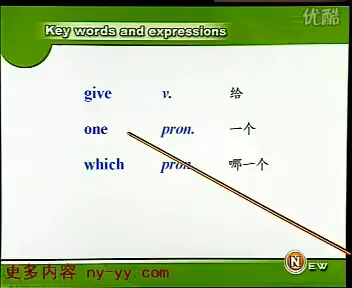 优酷
Key words and expressions
give v. 给
one pron. 一个
which pron. 哪一个
NEW
更多内容 ny-yy.com